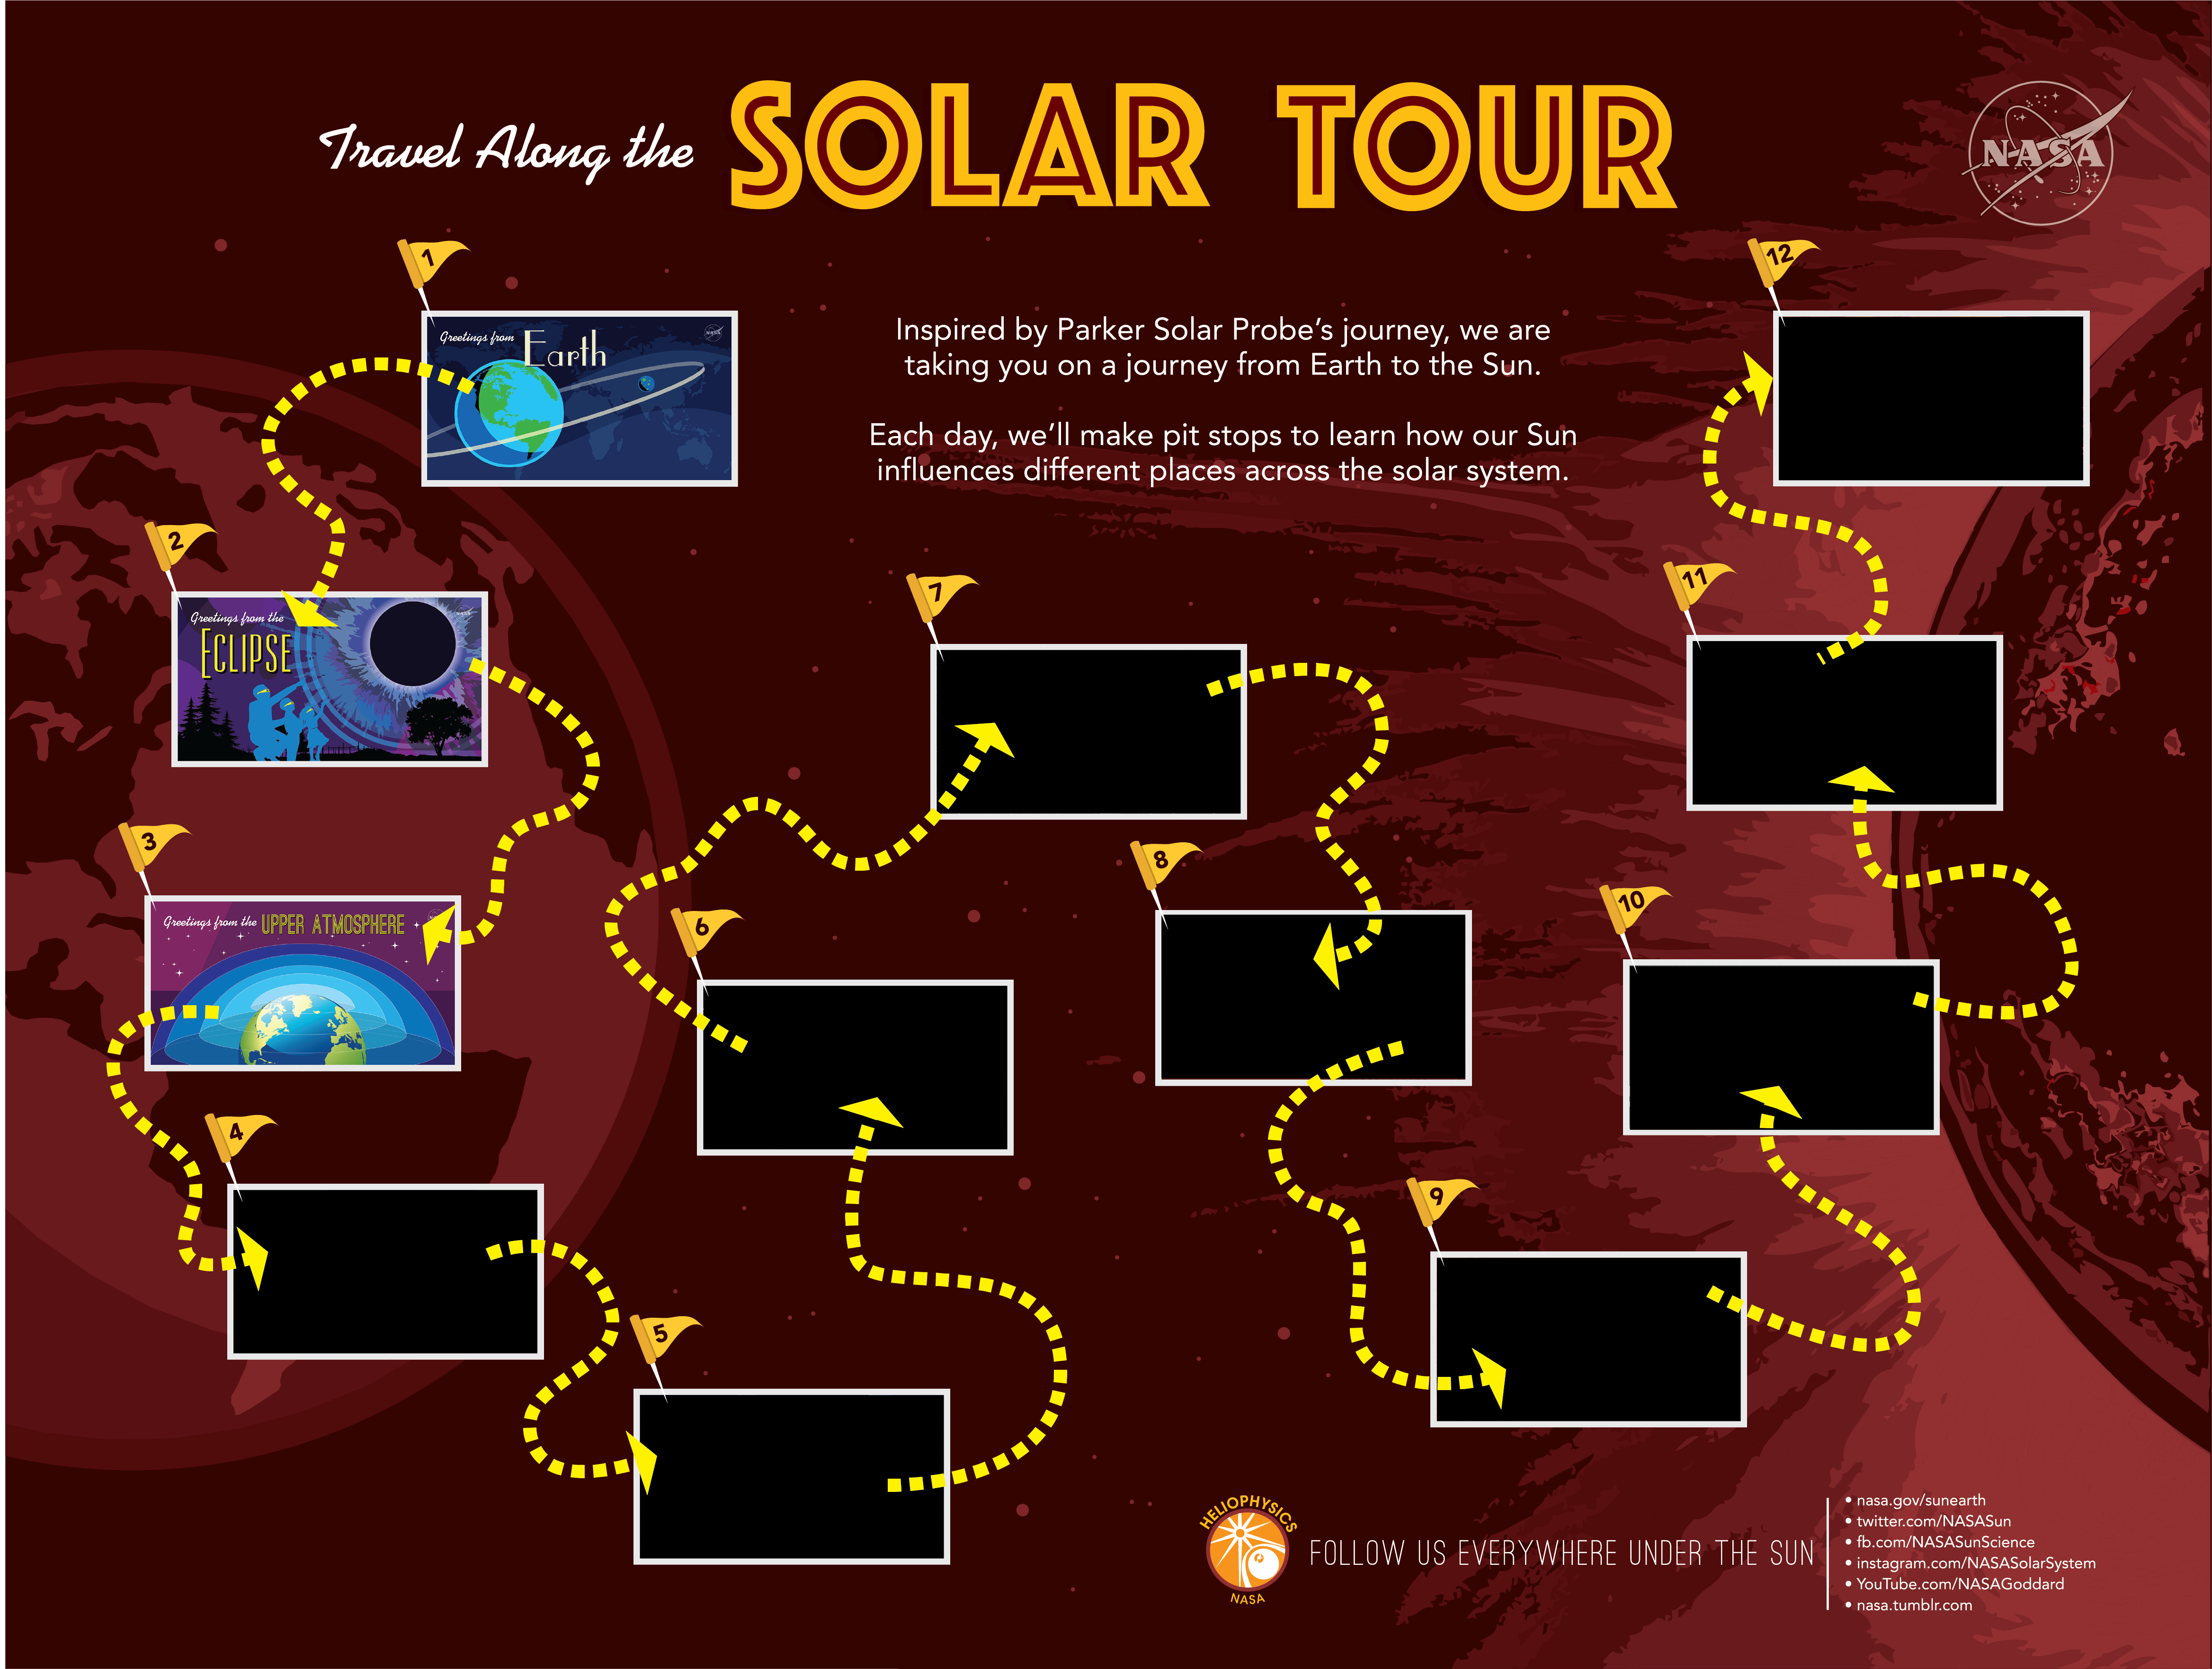 Travel Along the SOLAR TOUR
NASA
1
Greetings from Earth
NASA
Inspired by Parker Solar Probe’s journey, we are
taking you on a journey from Earth to the Sun.
Each day, we’ll make pit stops to learn how our Sun
influences different places across the solar system.
12
2
Greetings from the
ECLIPSE
7
11
3
Greetings from the UPPER ATMOSPHERE
8
10
6
4
9
5
HELIOPHYSICS
NASA
FOLLOW US EVERYWHERE UNDER THE SUN
• nasa.gov/sunearth
• twitter.com/NASASun
• fb.com/NASASunScience
• instagram.com/NASASolarSystem
• YouTube.com/NASAGoddard
• nasa.tumblr.com